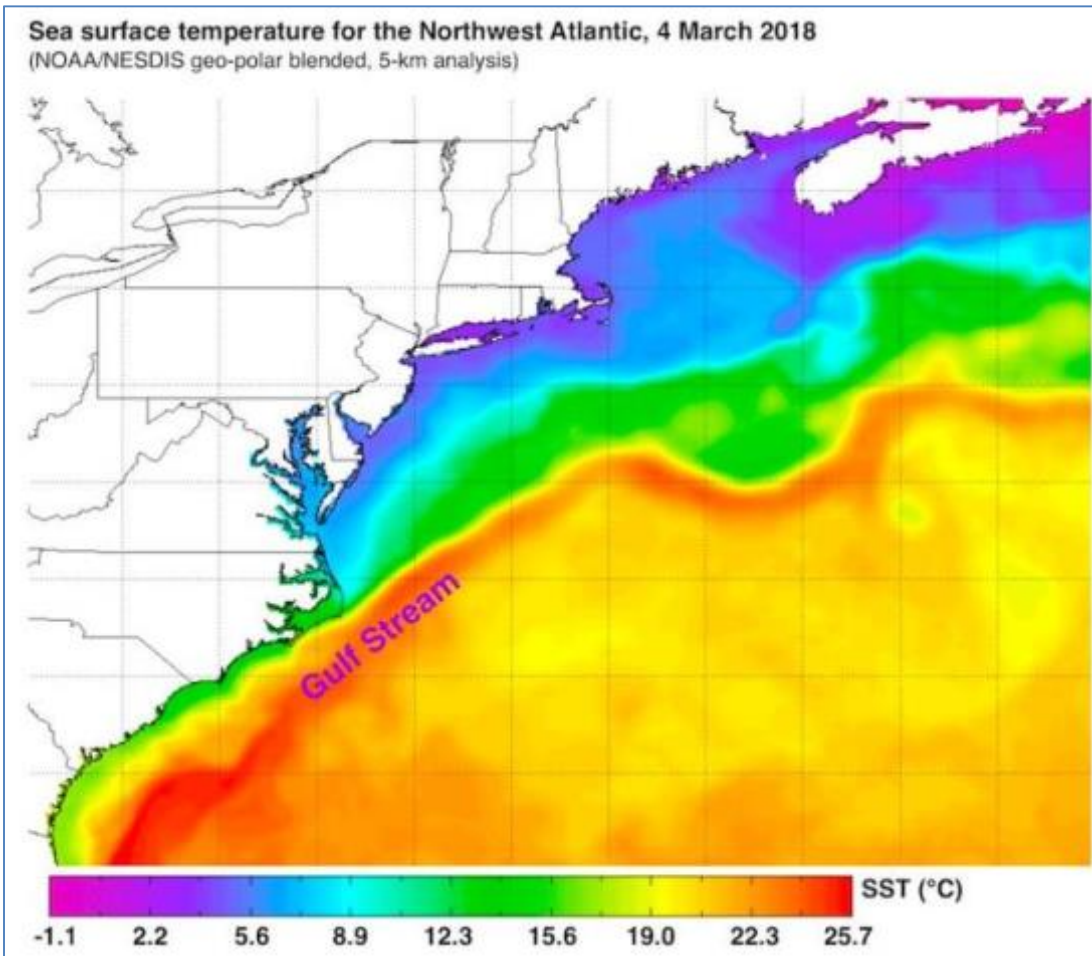 Sea surface temperature for the Northwest Atlantic, 4 March 2018
(NOAA/NESDIS geo-polar blended, 5-km analysis)
Gulf Stream
SST (°C)
-1.1 2.2 5.6 8.9 12.3 15.6 19.0 22.3 25.7